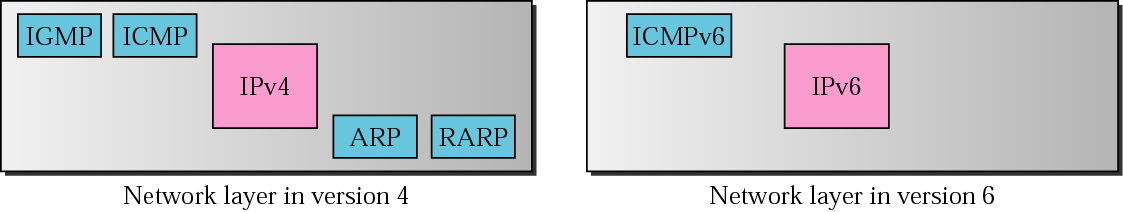 IGMP
ICMP
IPv4
ARP
RARP
Network layer in version 4
ICMPv6
IPv6
Network layer in version 6